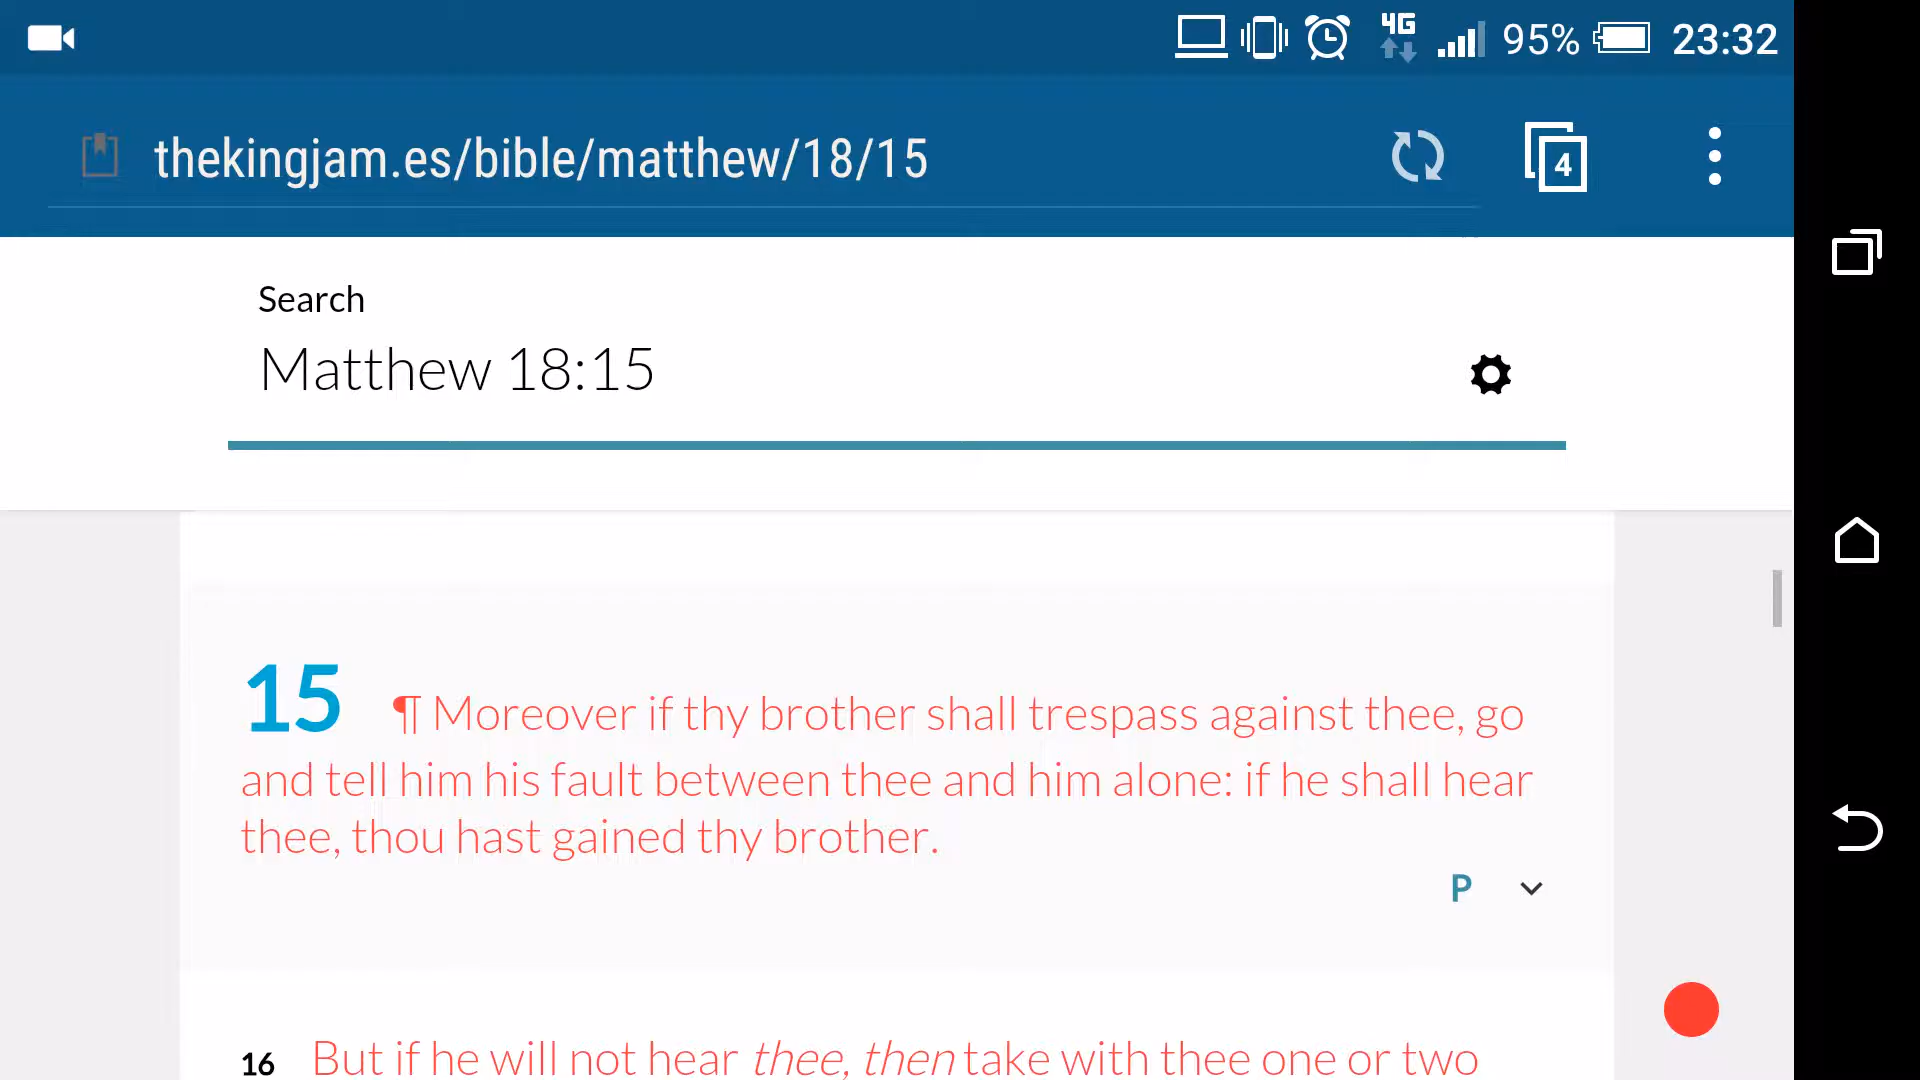 4G 95% 23:32
thekingjam.es/bible/matthew/18/15 4
Search
Matthew 18:15
15 ¶ Moreover if thy brother shall trespass against thee, go
and tell him his fault between thee and him alone: if he shall hear
thee, thou hast gained thy brother.
P
16 But if he will not hear thee, then take with thee one or two